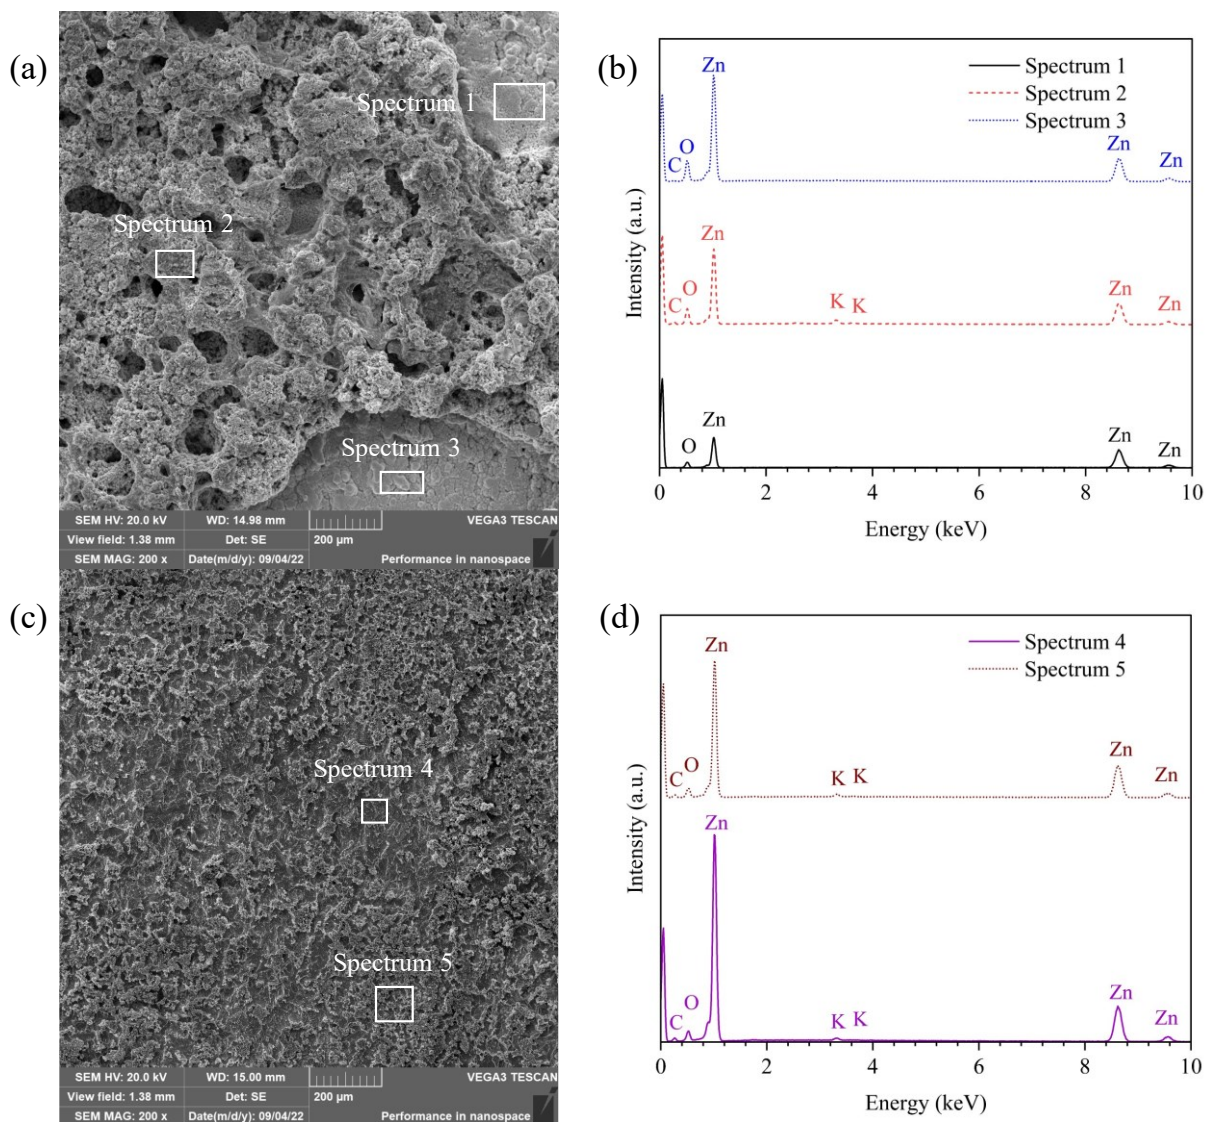 (a)
Spectrum 1
Spectrum 2
Spectrum 3
SEM HV: 20.0 kV
WD: 14.98 mm
VEGA3 TESCAN
View field: 1.38 mm
Det: SE
200 µm
SEM MAG: 200 x
Date(m/d/y): 09/04/22
Performance in nanospace
(b)
Spectrum 1
Spectrum 2
Spectrum 3
Zn
C
O
Zn
Zn
Zn
C
O
K
K
Zn
Zn
Zn
O
Zn
Zn
0
2
4
6
8
10
Energy (keV)
Intensity (a.u.)
(c)
Spectrum 4
Spectrum 5
SEM HV: 20.0 kV
WD: 15.00 mm
VEGA3 TESCAN
View field: 1.38 mm
Det: SE
200 µm
SEM MAG: 200 x
Date(m/d/y): 09/04/22
Performance in nanospace
(d)
Spectrum 4
Spectrum 5
Zn
C
O
K
K
Zn
Zn
Zn
C
O
K
K
Zn
Zn
0
2
4
6
8
10
Energy (keV)
Intensity (a.u.)